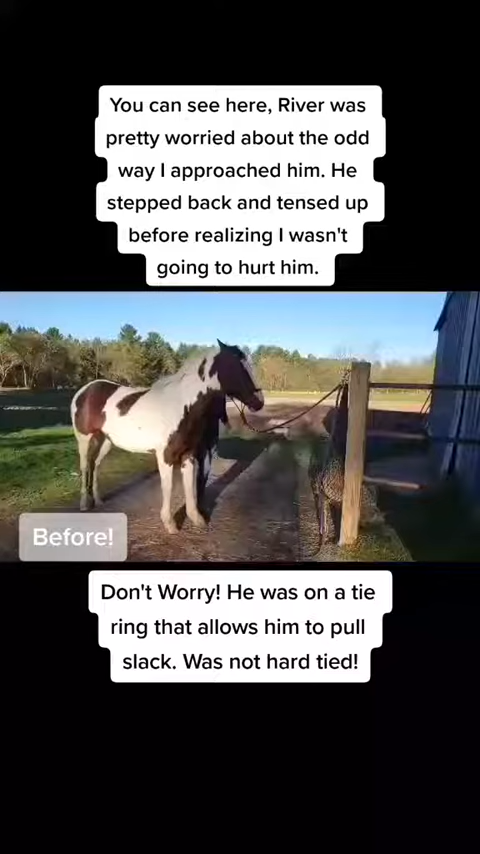 You can see here, River was
pretty worried about the odd
way I approached him. He
stepped back and tensed up
before realizing I wasn't
going to hurt him.
Before!
Don't Worry! He was on a tie
ring that allows him to pull
slack. Was not hard tied!